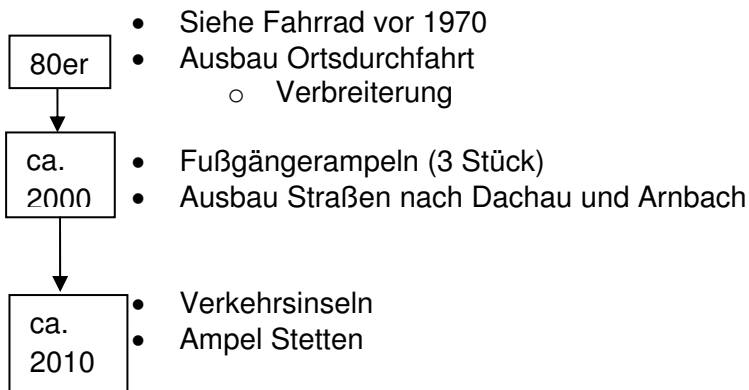 • Siehe Fahrrad vor 1970
80er
• Ausbau Ortsdurchfahrt
o Verbreiterung
ca.
2000
• Fußgängerampeln (3 Stück)
• Ausbau Straßen nach Dachau und Arnbach
ca.
2010
• Verkehrsinseln
• Ampel Stetten